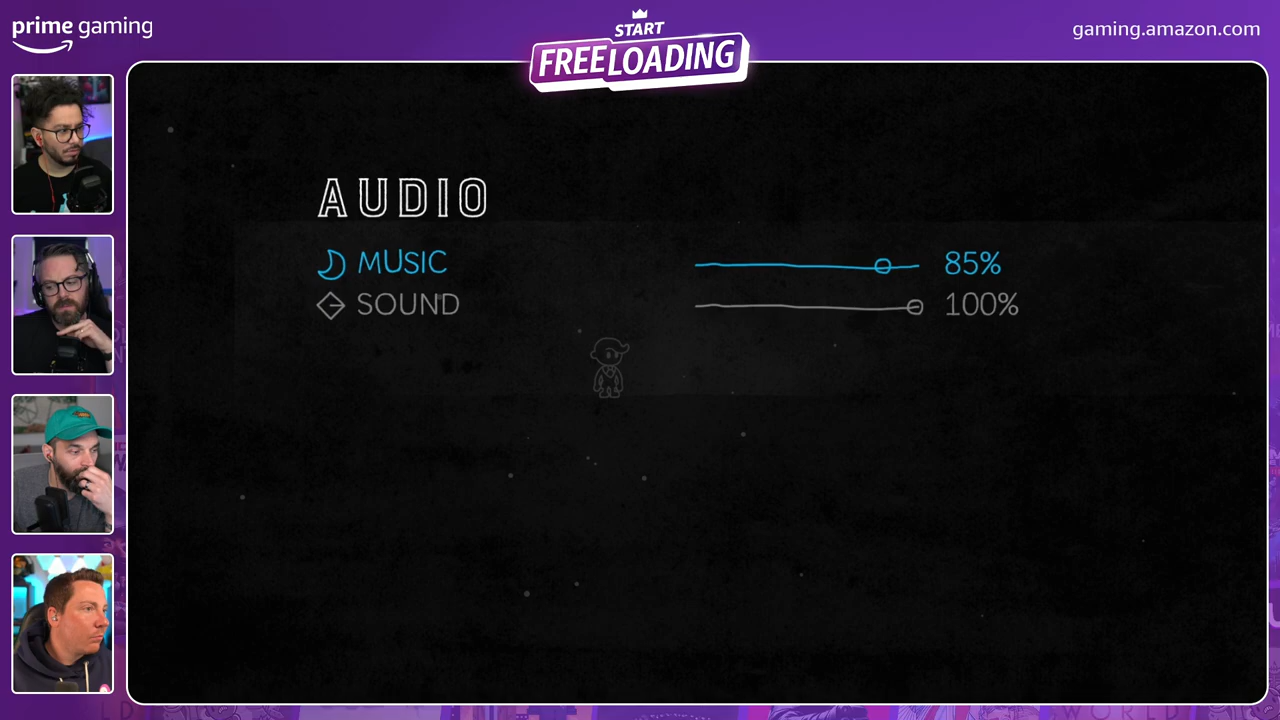 prime gaming
START
FREELOADING
gaming.amazon.com
AUDIO
MUSIC 85%
SOUND 100%